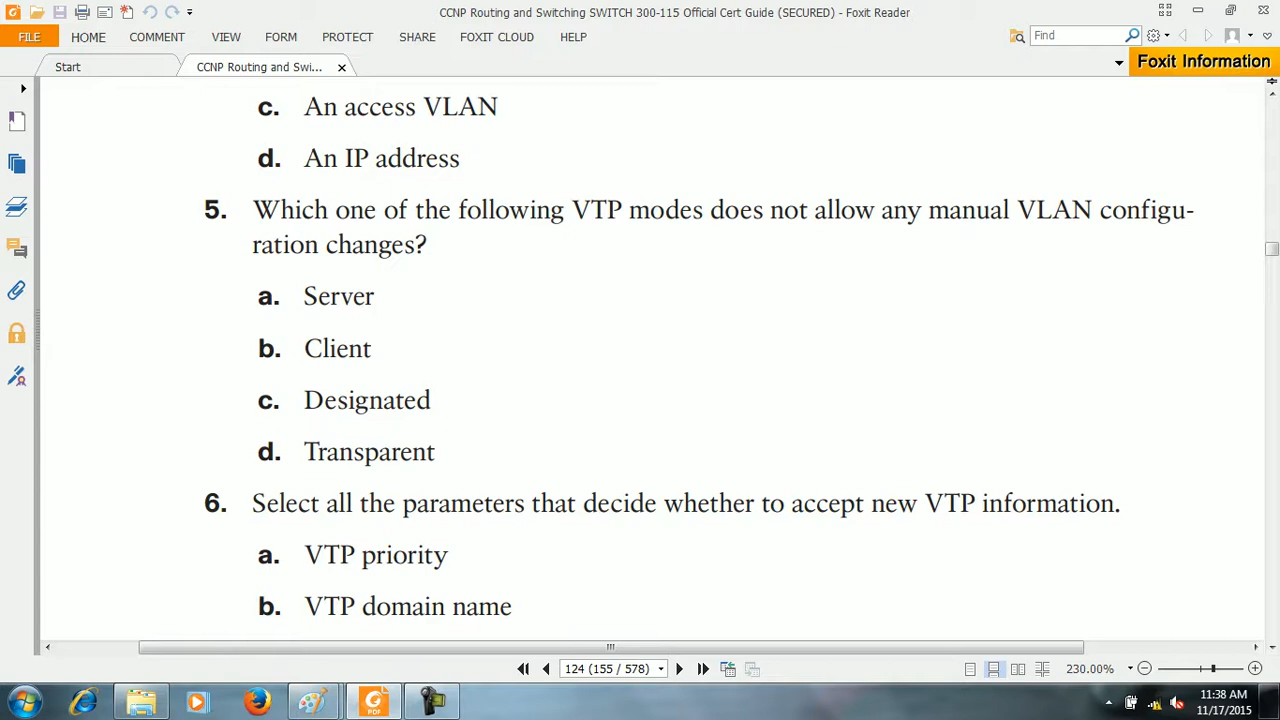 CCNP Routing and Switching SWITCH 300-115 Official Cert Guide (SECURED) - Foxit Reader
FILE HOME COMMENT VIEW FORM PROTECT SHARE FOXIT CLOUD HELP Find
Start CCNP Routing and Swi... Foxit Information
c. An access VLAN
d. An IP address
5. Which one of the following VTP modes does not allow any manual VLAN configu-
ration changes?
a. Server
b. Client
c. Designated
d. Transparent
6. Select all the parameters that decide whether to accept new VTP information.
a. VTP priority
b. VTP domain name
124 (155 / 578) 230.00%
PDF
11:38 AM
11/17/2015